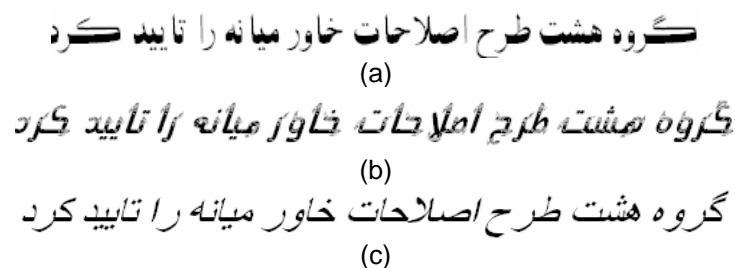 گروه هشت طرح اصلاحات خاور میانه را تایید کرد
(a)
گروه هشت طرح اصلاحات خاور میانه را تأیید کرد
(b)
گروه هشت طرح اصلاحات خاور میانه را تایید کرد
(c)